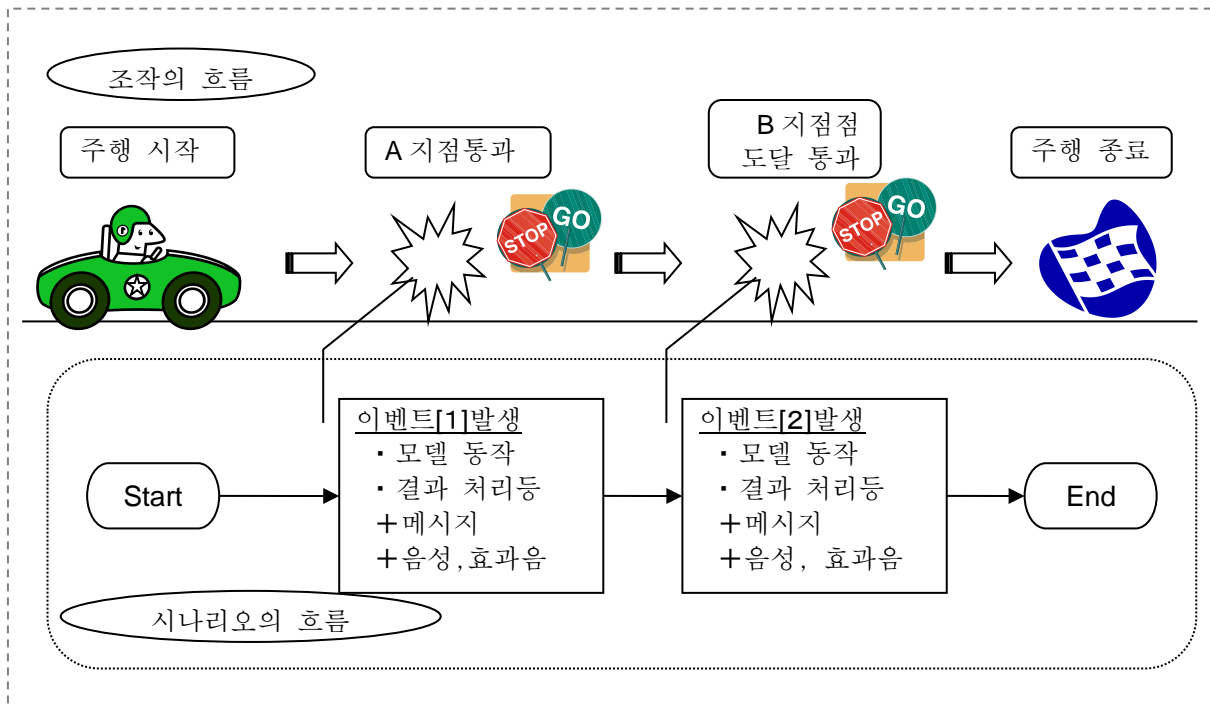 조작의 흐름
주행 시작
A 지점통과
B 지점점
도달 통과
주행 종료
STOP
GO
STOP
GO
이벤트[1]발생
・모델 동작
・결과 처리등
+메시지
+음성,효과음
이벤트[2]발생
・모델 동작
・결과 처리등
+메시지
+음성, 효과음
Start
End
시나리오의 흐름